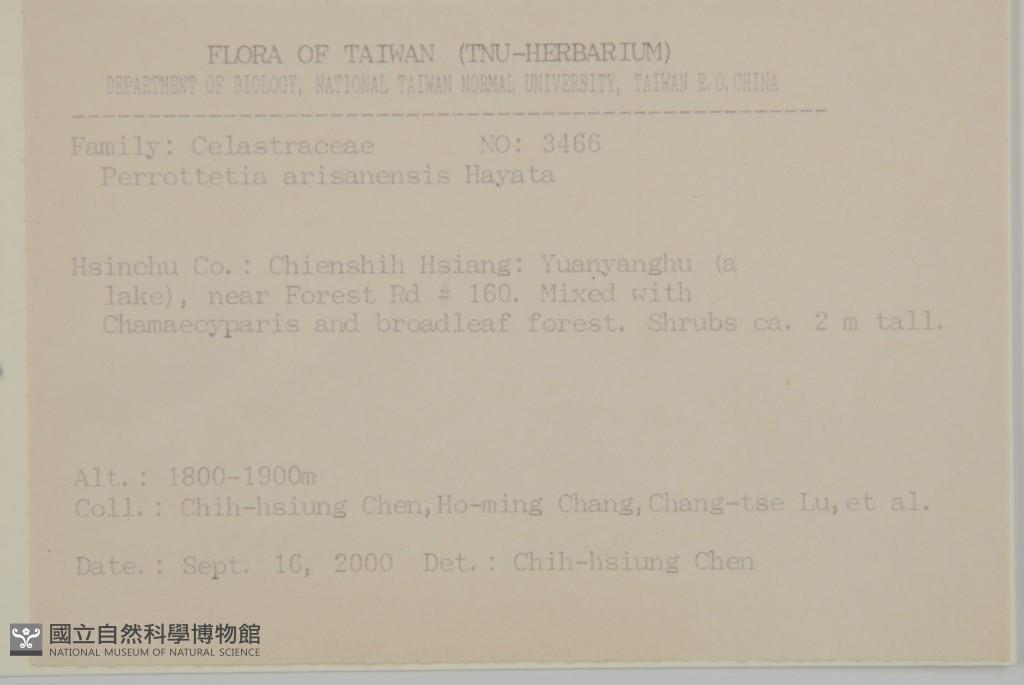 FLORA OF TAIWAN (TNU-HERBARIUM)
DEPARTMENT OF BIOLOGY, NATIONAL TAIWAN NORMAL UNIVERSITY, TAIWAN R.O.CHINA
Family: Celastraceae NO: 3466
Perrottetia arisanensis Hayata
Hsinchu Co.: Chienshih Hsiang: Yuanyanghu (a
lake), near Forest Rd # 160. Mixed with
Chamaecyparis and broadleaf forest. Shrubs ca. 2 m tall.
Alt.: 1800-1900m
Coll.: Chih-hsiung Chen,Ho-ming Chang,Chang-tse Lu,et al.
Date.: Sept. 16, 2000 Det.: Chih-hsiung Chen
國立自然科學博物館
NATIONAL MUSEUM OF NATURAL SCIENCE